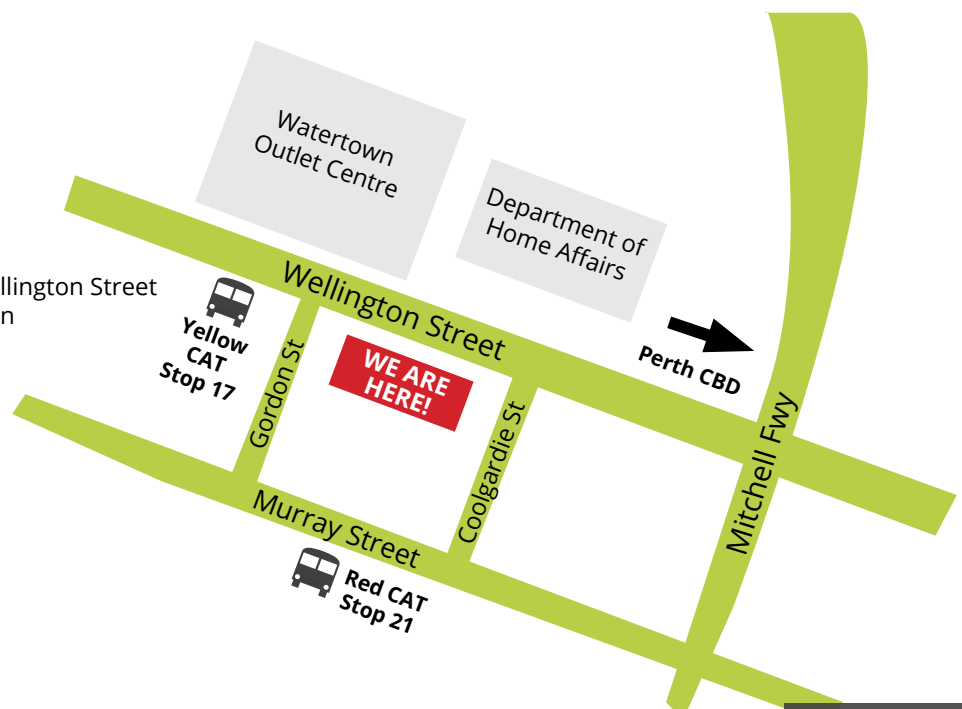 Watertown
Outlet Centre
Department of
Home Affairs
llington Street
n
Wellington Street
Yellow
CAT
Stop 17
Gordon St
WE ARE
HERE!
Perth CBD
Coolgardie St
Mitchell Fwy
Murray Street
Red CAT
Stop 21